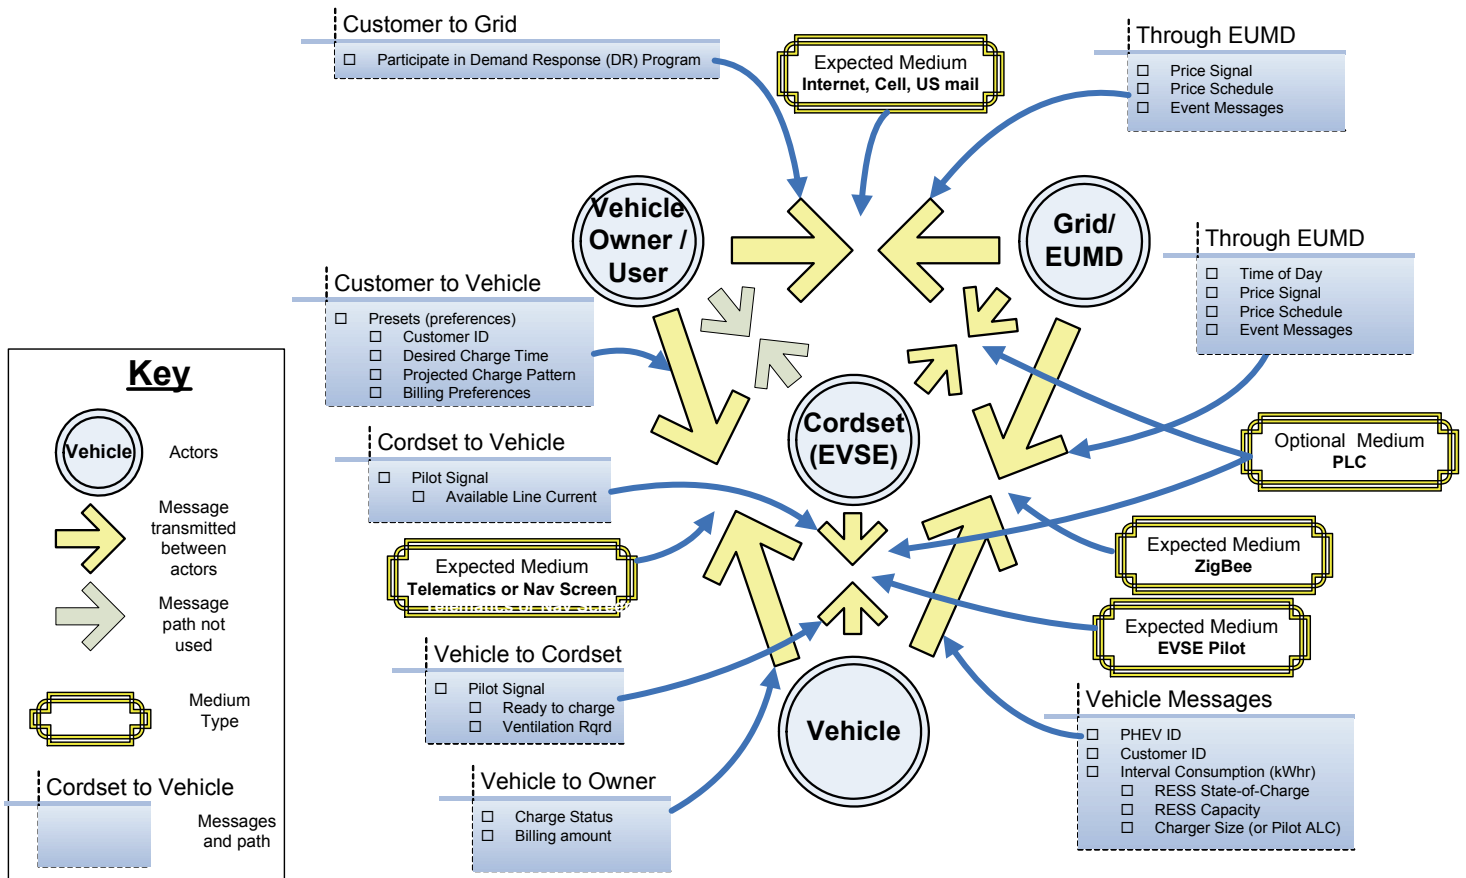 Customer to Grid
Participate in Demand Response (DR) Program
Expected Medium
Internet, Cell, US mail
Through EUMD
Price Signal
Price Schedule
Event Messages
Vehicle
Owner /
User
Grid/
EUMD
Through EUMD
Time of Day
Price Signal
Price Schedule
Event Messages
Customer to Vehicle
Presets (preferences)
Customer ID
Desired Charge Time
Projected Charge Pattern
Billing Preferences
Cordset
(EVSE)
Optional Medium
PLC
Cordset to Vehicle
Pilot Signal
Available Line Current
Expected Medium
Telematics or Nav Screen
Telematics or Nav Screen
Expected Medium
ZigBee
Expected Medium
EVSE Pilot
Vehicle to Cordset
Pilot Signal
Ready to charge
Ventilation Rqrd
Vehicle
Vehicle Messages
PHEV ID
Customer ID
Interval Consumption (kWhr)
RESS State-of-Charge
RESS Capacity
Charger Size (or Pilot ALC)
Vehicle to Owner
Charge Status
Billing amount
Key
Vehicle
Actors
Message
transmitted
between
actors
Message
path not
used
Medium
Type
Cordset to Vehicle
Messages
and path